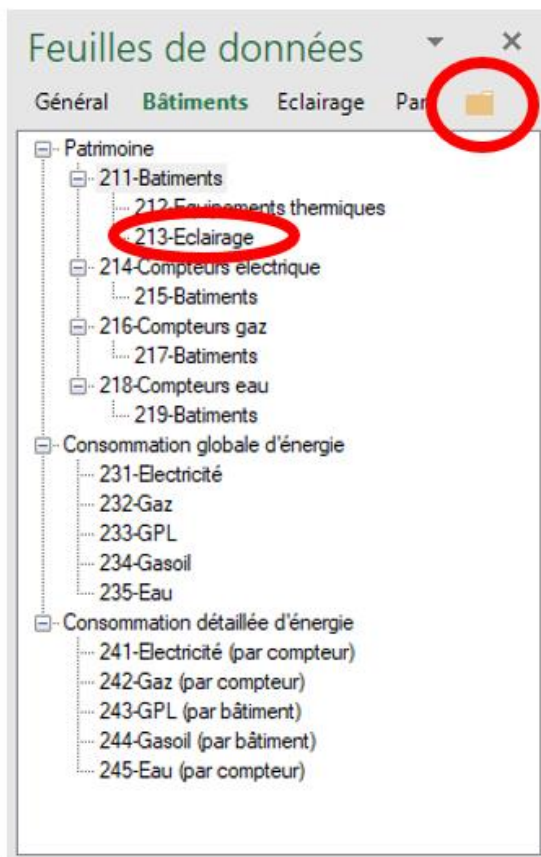 Feuilles de données
Général Bâtiments Eclairage Par
Patrimoine
211-Batiments
212-Equipements thermiques
213-Eclairage
214-Compteurs électrique
215-Batiments
216-Compteurs gaz
217-Batiments
218-Compteurs eau
219-Batiments
Consommation globale d'énergie
231-Electricité
232-Gaz
233-GPL
234-Gasoil
235-Eau
Consommation détaillée d'énergie
241-Electricité (par compteur)
242-Gaz (par compteur)
243-GPL (par bâtiment)
244-Gasoil (par bâtiment)
245-Eau (par compteur)